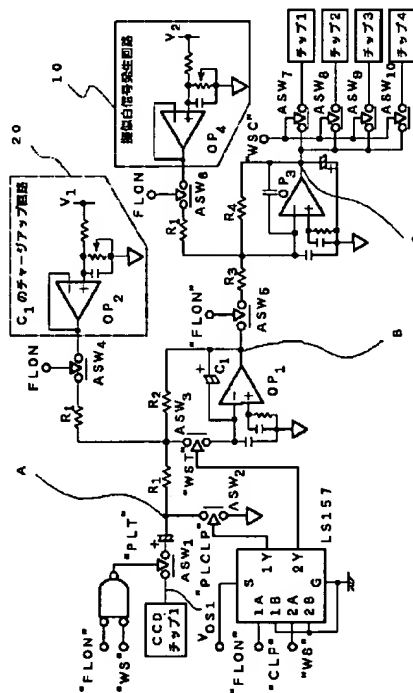 20
C₁のチャージアップ回路
V₁
OP₂
FLON
ASW₄
R₁
10
擬似白信号発生回路
V₂
OP₄
FLON
ASW₆
R₁
チップ1
チップ2
チップ3
チップ4
ASW₇
ASW₈
ASW₉
ASW₁₀
"WSC"
R₄
OP₃
C
R₃
"FLON"
ASW₅
B
R₂
C₁
OP₁
ASW₃
"WST"
R₁
A
"PLT"
ASW₁
"PLCLP"
ASW₂
CCD
チップ1
"FLON"
"WS"
V_DS1
LS157
S
1A
1B
2A
2B
G
1Y
2Y
"FLON"
"CLP"
"WS"